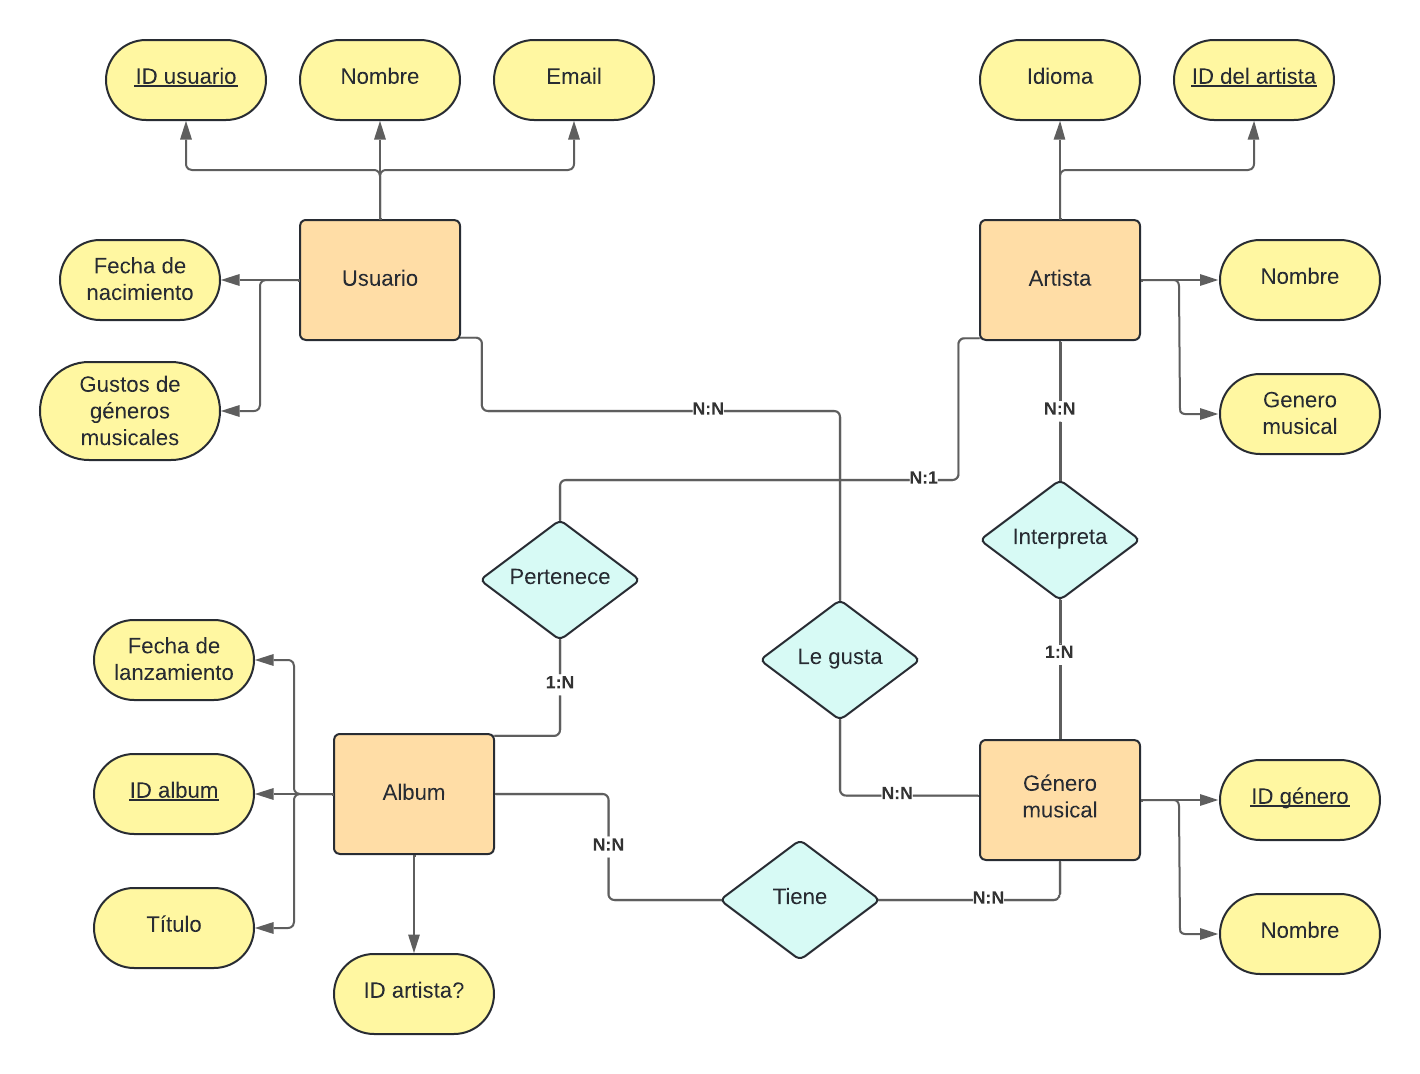 ID usuario
Nombre
Email
Idioma
ID del artista
Fecha de
nacimiento
Usuario
Artista
Nombre
Gustos de
géneros
musicales
N:N
N:N
Genero
musical
N:1
Pertenece
Interpreta
Le gusta
1:N
1:N
Fecha de
lanzamiento
ID album
Album
Género
musical
ID género
N:N
N:N
Título
Tiene
N:N
Nombre
ID artista?